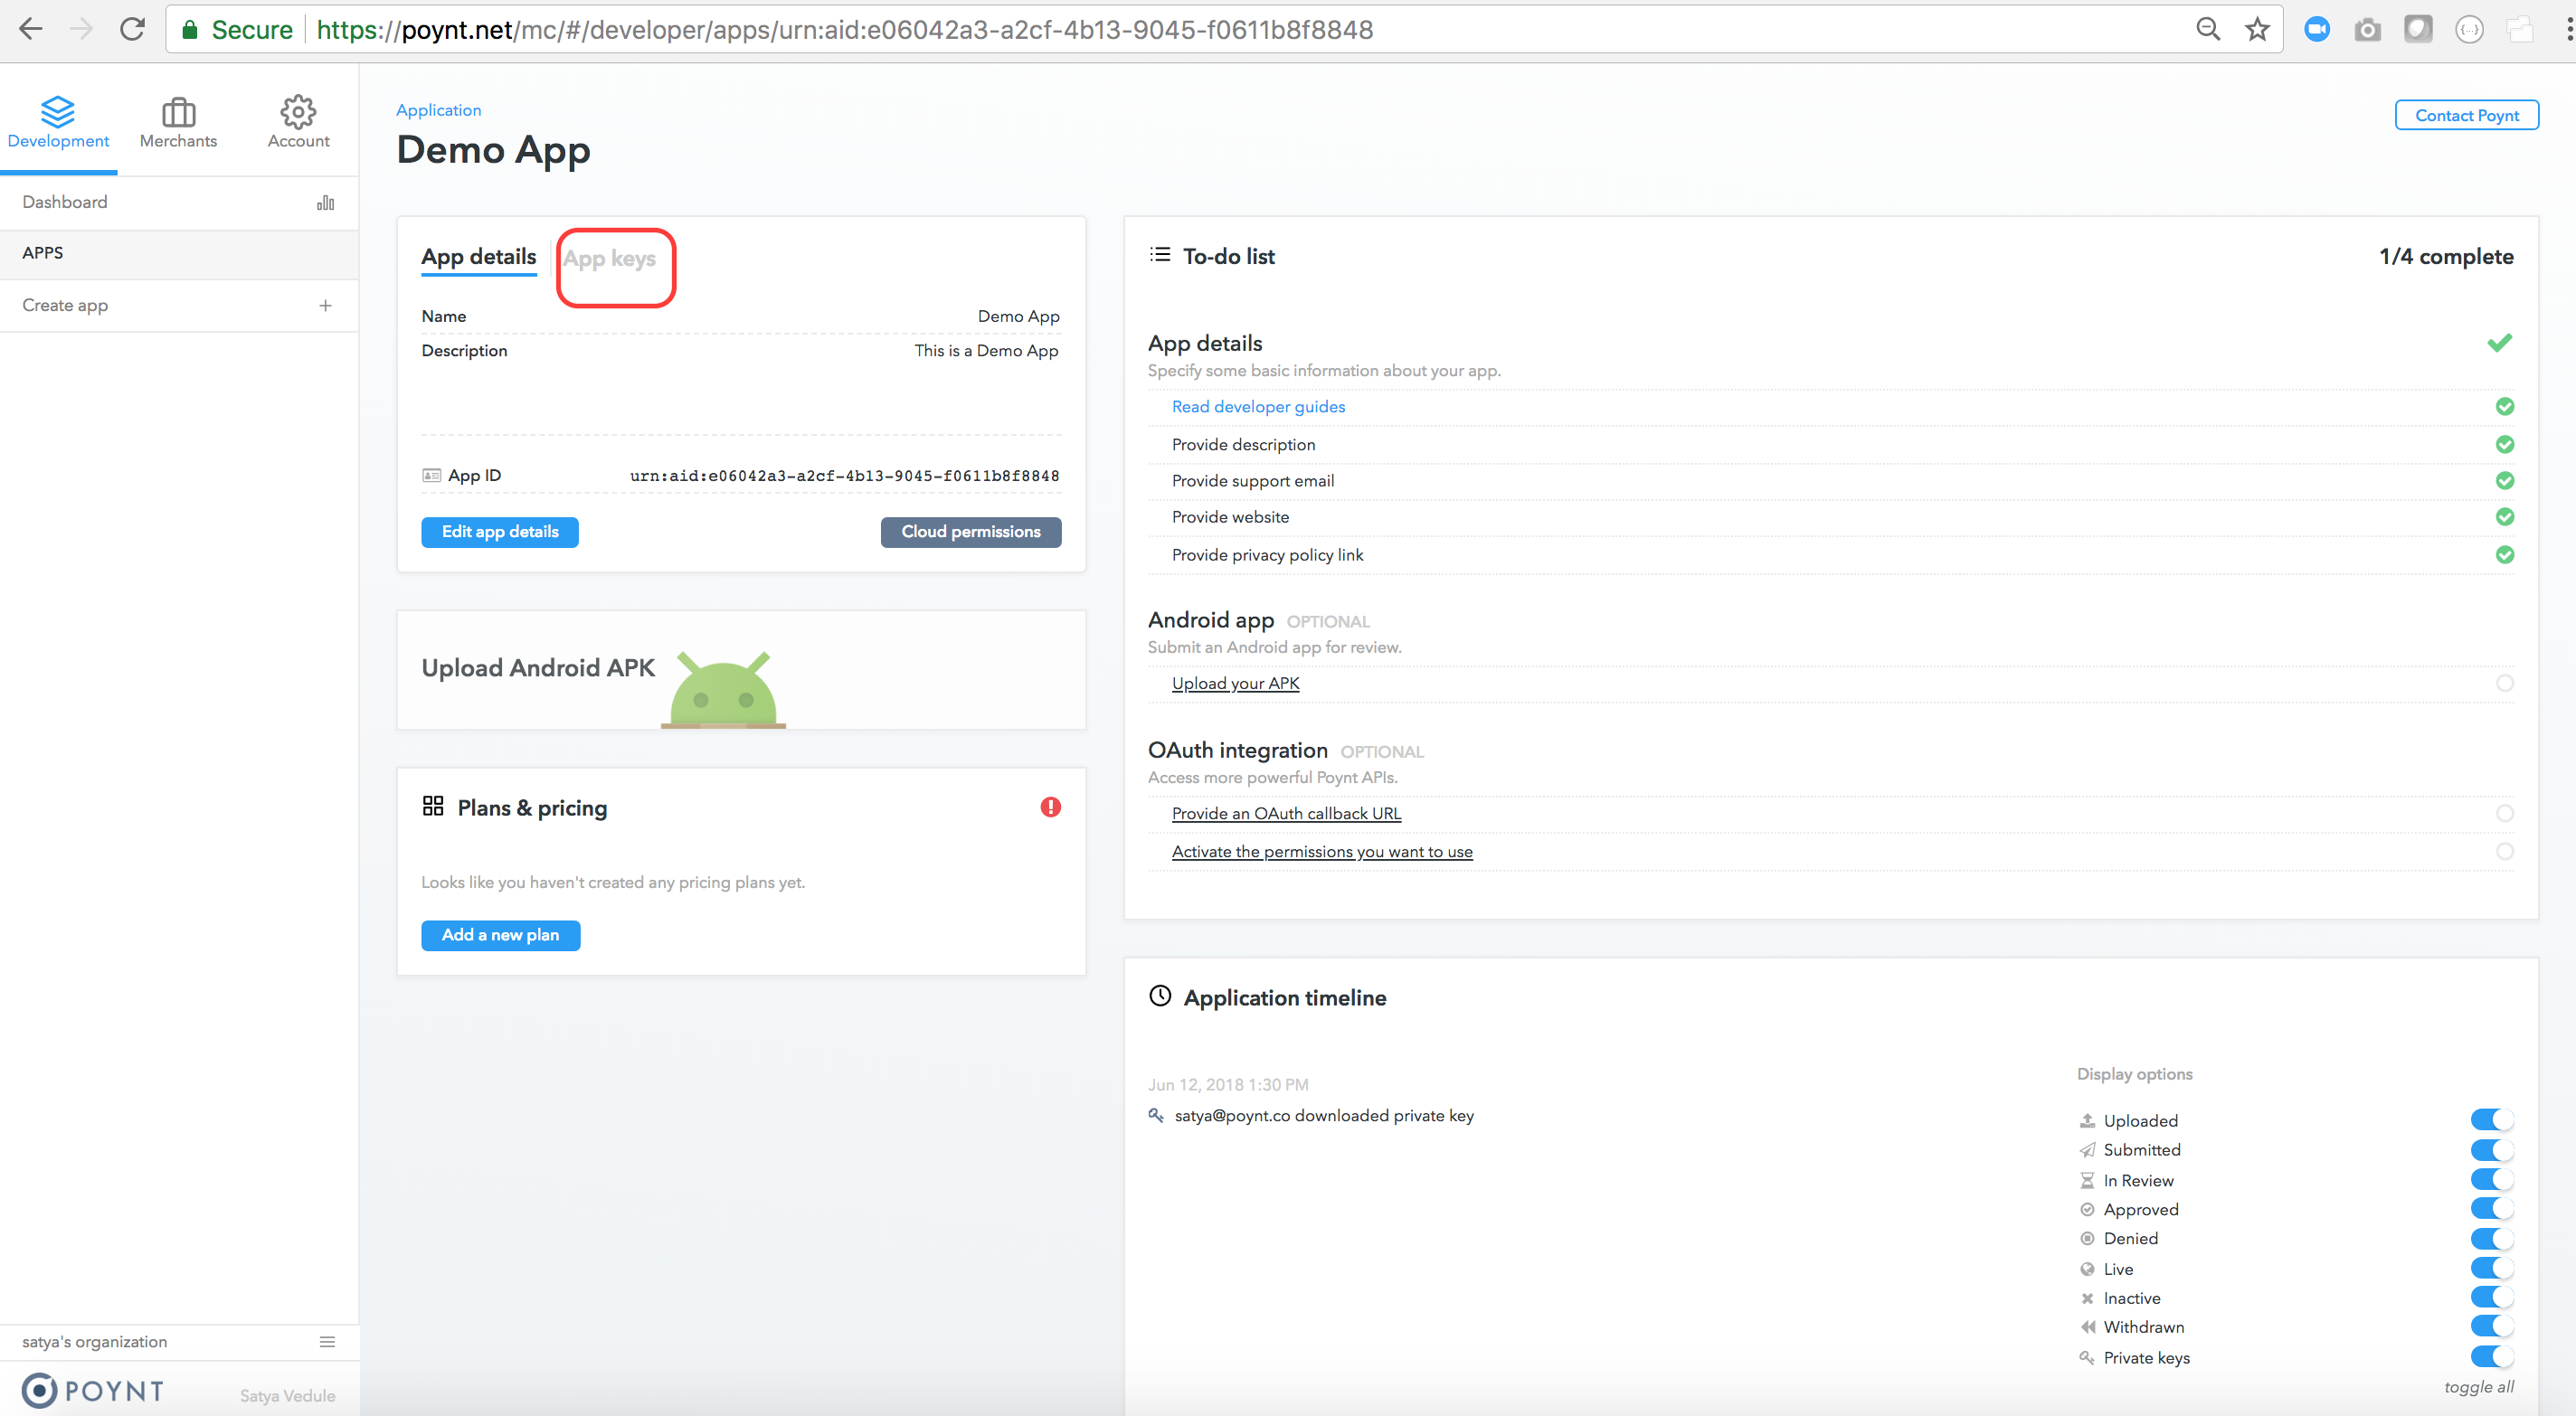 Secure https://poynt.net/mc/#/developer/apps/urn:aid:e06042a3-a2cf-4b13-9045-f0611b8f8848
Development Merchants Account
Dashboard
APPS
Create app +
satya's organization
POYNT Satya Vedule
Application
Demo App
Contact Poynt
App details App keys
Name Demo App
Description This is a Demo App
App ID urn:aid:e06042a3-a2cf-4b13-9045-f0611b8f8848
Edit app details Cloud permissions
Upload Android APK
Plans & pricing
Looks like you haven't created any pricing plans yet.
Add a new plan
To-do list 1/4 complete
App details
Specify some basic information about your app.
Read developer guides
Provide description
Provide support email
Provide website
Provide privacy policy link
Android app OPTIONAL
Submit an Android app for review.
Upload your APK
OAuth integration OPTIONAL
Access more powerful Poynt APIs.
Provide an OAuth callback URL
Activate the permissions you want to use
Application timeline
Jun 12, 2018 1:30 PM
satya@poynt.co downloaded private key
Display options
Uploaded
Submitted
In Review
Approved
Denied
Live
Inactive
Withdrawn
Private keys
toggle all